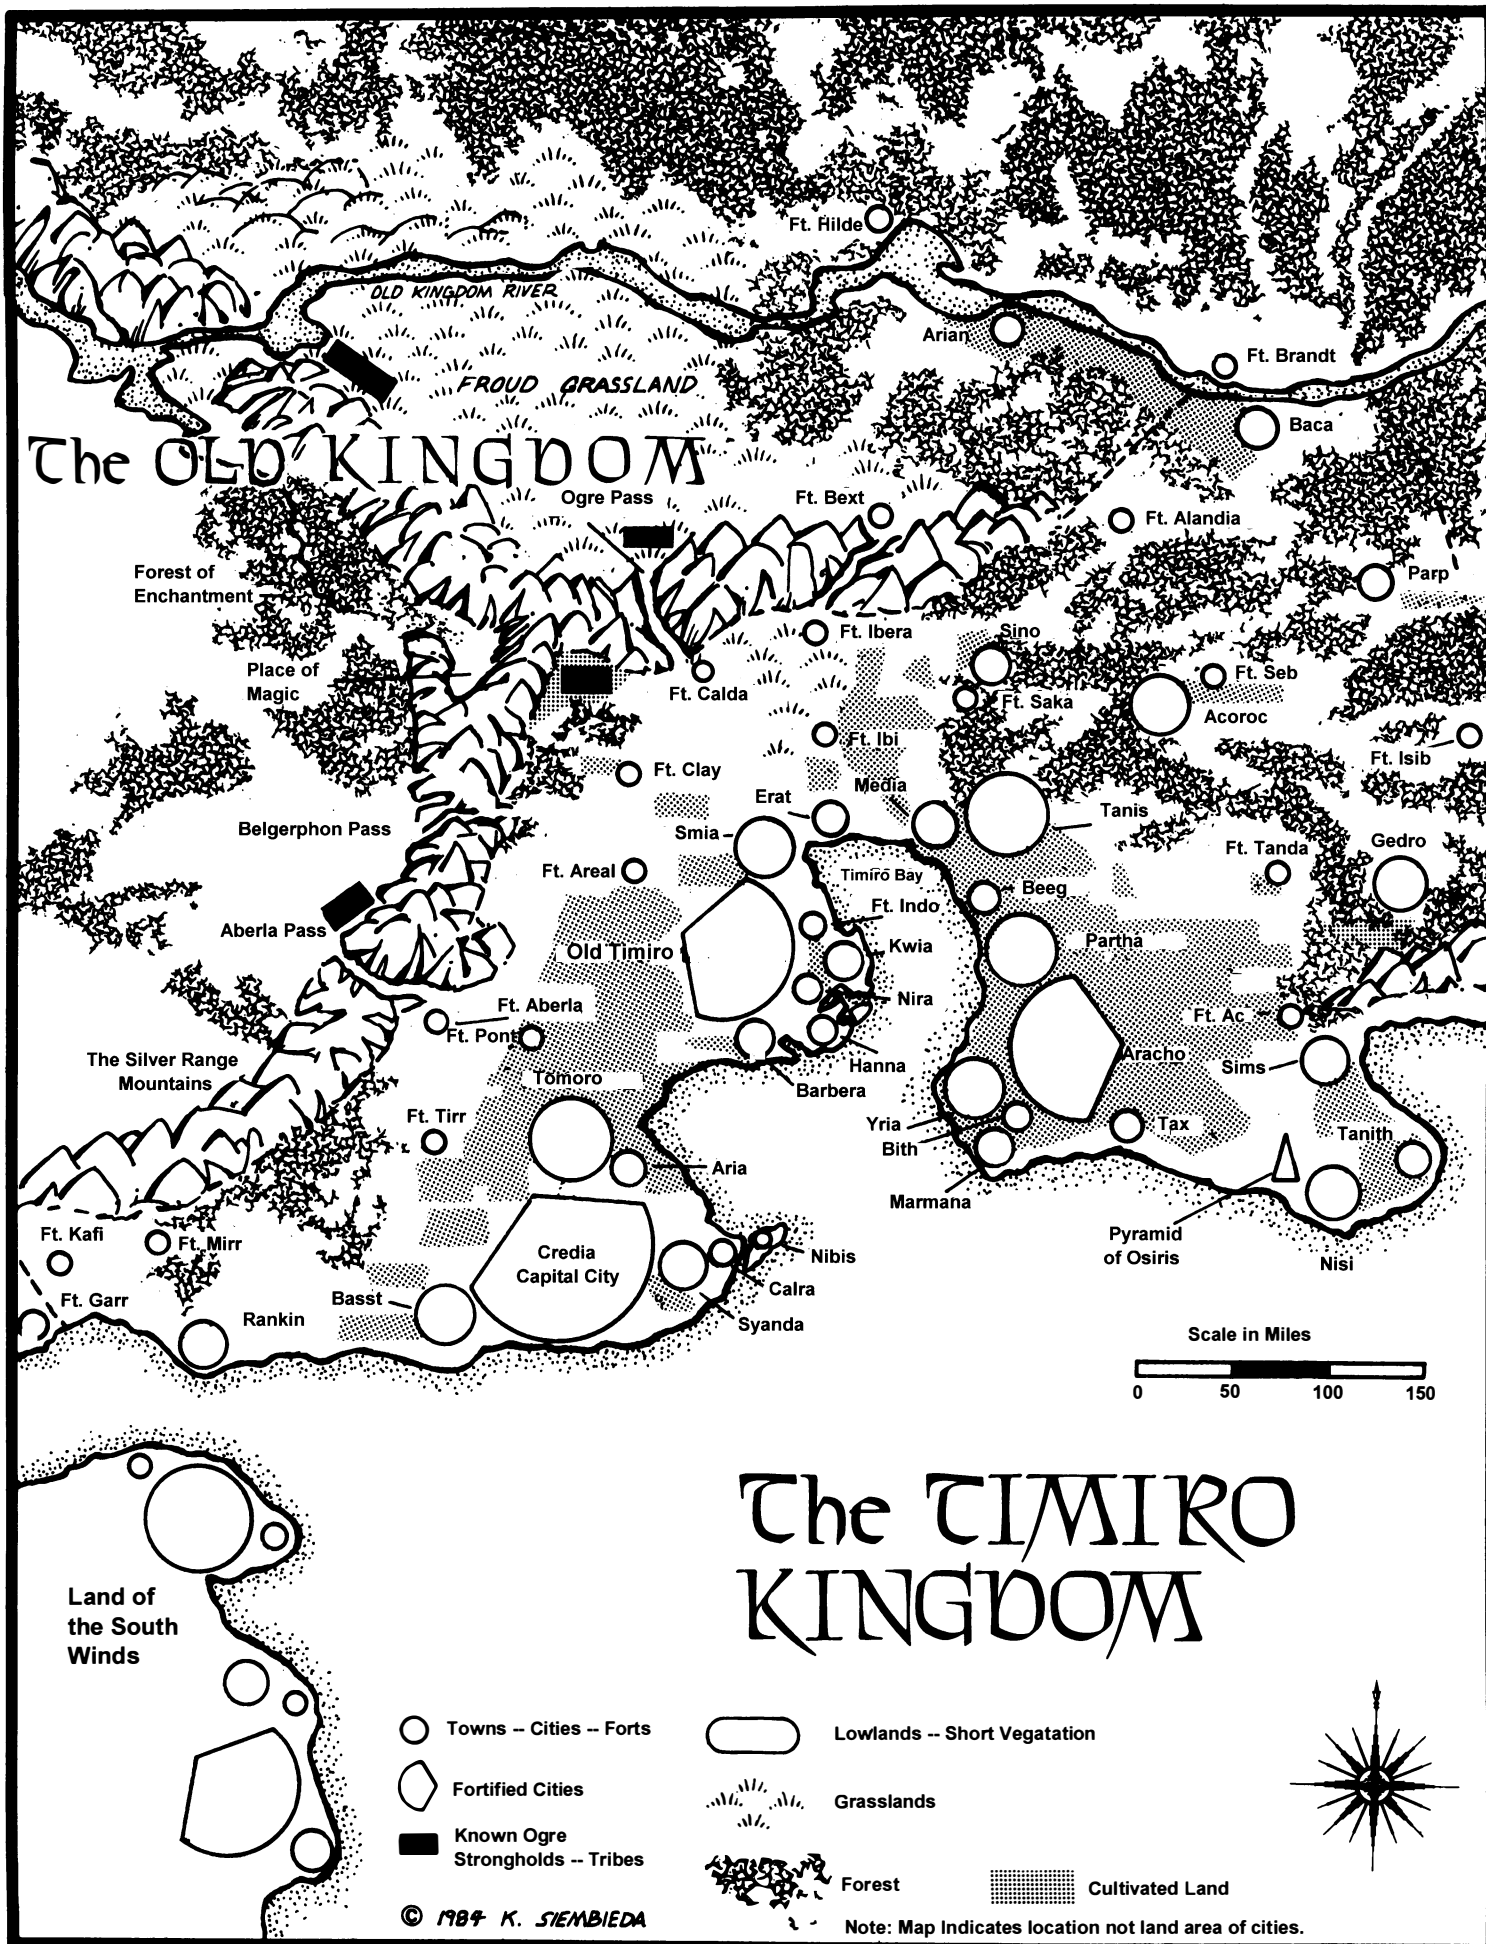 Ft. Hilde
OLD KINGDOM RIVER
Arian
Ft. Brandt
FROUD GRASSLAND
Baca
The OLD KINGDOM
Ogre Pass
Ft. Bext
Ft. Alandia
Forest of
Enchantment
Parp
Ft. Ibera
Sino
Place of
Magic
Ft. Calda
Ft. Saka
Ft. Seb
Acoroc
Ft. Ibi
Ft. Isib
Ft. Clay
Media
Erat
Tanis
Belgerphon Pass
Smia
Ft. Tanda
Gedro
Ft. Areal
Timiro Bay
Beeg
Ft. Indo
Aberla Pass
Old Timiro
Kwia
Partha
Nira
Ft. Aberla
Ft. Pont
Ft. Ac
The Silver Range
Mountains
Hanna
Aracho
Sims
Tomoro
Barbera
Ft. Tirr
Yria
Bith
Tax
Tanith
Aria
Marmana
Ft. Kafi
Ft. Mirr
Credia
Capital City
Nibis
Pyramid
of Osiris
Nisi
Calra
Ft. Garr
Basst
Rankin
Syanda
Scale in Miles
0 50 100 150
The TIMIRO
KINGDOM
Land of
the South
Winds
Towns -- Cities -- Forts
Lowlands -- Short Vegatation
Fortified Cities
Grasslands
Known Ogre
Strongholds -- Tribes
Forest
Cultivated Land
© 1984 K. SIEMBIEDA
Note: Map Indicates location not land area of cities.